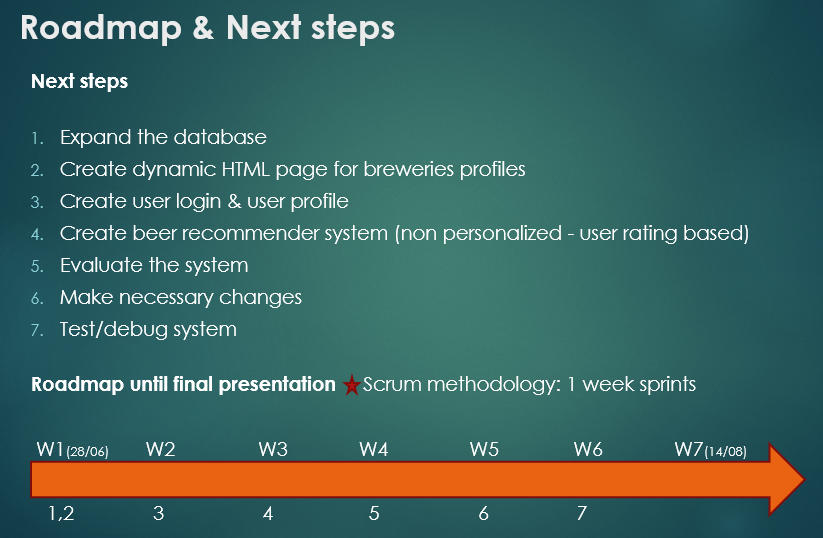 Roadmap & Next steps
Next steps
1. Expand the database
2. Create dynamic HTML page for breweries profiles
3. Create user login & user profile
4. Create beer recommender system (non personalized - user rating based)
5. Evaluate the system
6. Make necessary changes
7. Test/debug system
Roadmap until final presentation Scrum methodology: 1 week sprints
W1(28/06) W2 W3 W4 W5 W6 W7(14/08)
1,2 3 4 5 6 7